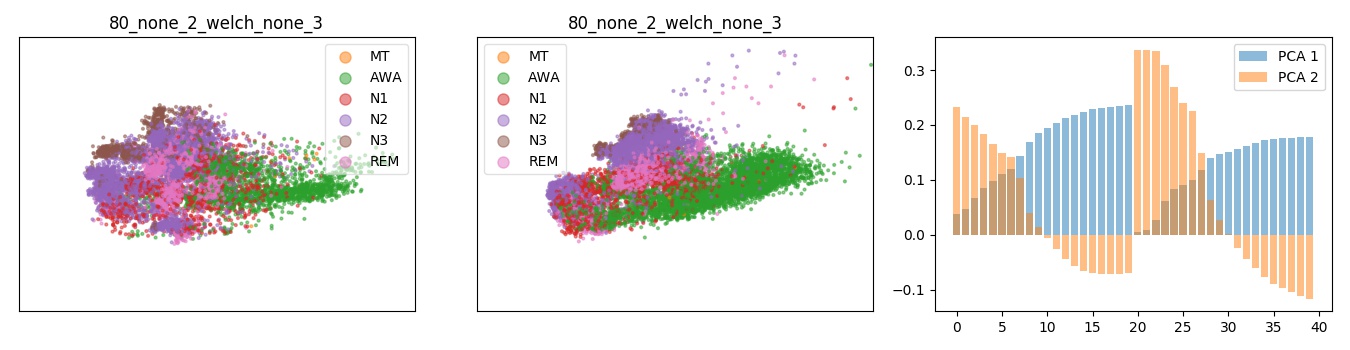 80_none_2_welch_none_3
MT
AWA
N1
N2
N3
REM
80_none_2_welch_none_3
MT
AWA
N1
N2
N3
REM
PCA 1
PCA 2
0.3
0.2
0.1
0.0
−0.1
0 5 10 15 20 25 30 35 40